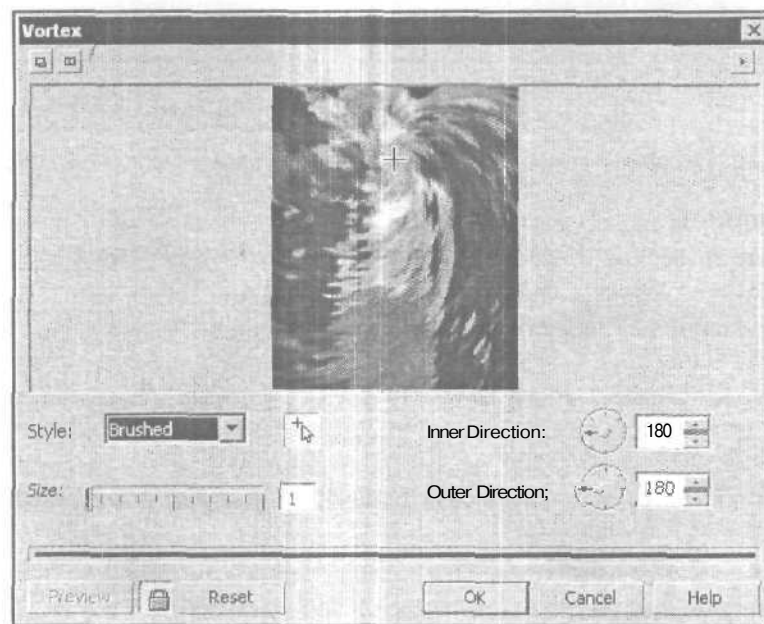 Vortex
Style: Brushed Inner Direction: 180
Size: 1 Outer Direction; 180
Preview Reset OK Cancel Help